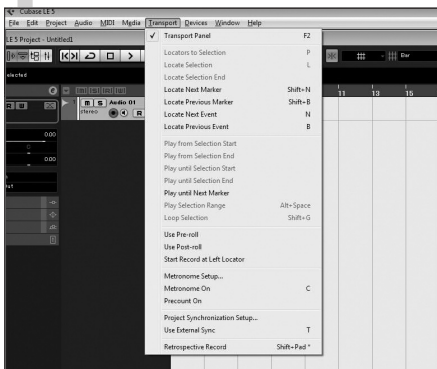 Cubase LE 5
File Edit Project Audio MIDI Media Transport Devices Window Help
LE 5 Project - Untitled1
Bar
elected
11 13 15
1 M S Audio 01
stereo R
R W
0.00
0.00
Transport Panel F2
Locators to Selection P
Locate Selection L
Locate Selection End
Locate Next Marker Shift+N
Locate Previous Marker Shift+B
Locate Next Event N
Locate Previous Event B
Play from Selection Start
Play from Selection End
Play until Selection Start
Play until Selection End
Play until Next Marker
Play Selection Range Alt+Space
Loop Selection Shift+G
Use Pre-roll
Use Post-roll
Start Record at Left Locator
Metronome Setup...
Metronome On C
Precount On
Project Synchronization Setup...
Use External Sync T
Retrospective Record Shift+Pad *